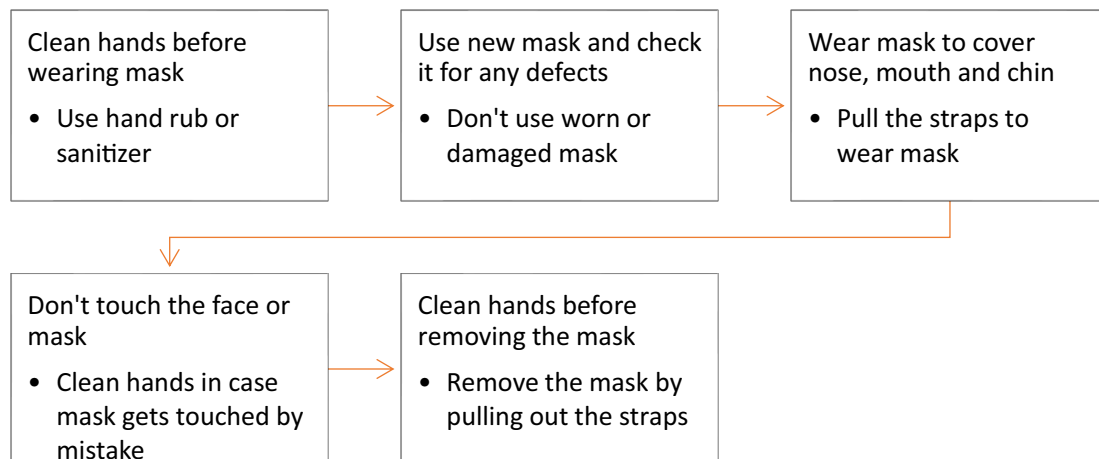 Clean hands before
wearing mask
• Use hand rub or
sanitizer
Use new mask and check
it for any defects
• Don't use worn or
damaged mask
Wear mask to cover
nose, mouth and chin
• Pull the straps to
wear mask
Don't touch the face or
mask
• Clean hands in case
mask gets touched by
mistake
Clean hands before
removing the mask
• Remove the mask by
pulling out the straps